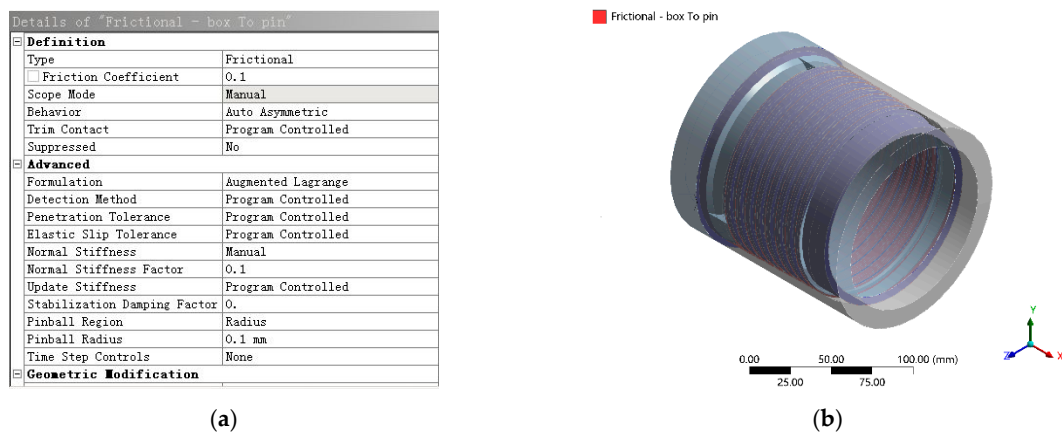 Details of "Frictional - box To pin"
Definition
Type Frictional
Friction Coefficient 0.1
Scope Mode Manual
Behavior Auto Asymmetric
Trim Contact Program Controlled
Suppressed No
Advanced
Formulation Augmented Lagrange
Detection Method Program Controlled
Penetration Tolerance Program Controlled
Elastic Slip Tolerance Program Controlled
Normal Stiffness Manual
Normal Stiffness Factor 0.1
Update Stiffness Program Controlled
Stabilization Damping Factor 0.
Pinball Region Radius
Pinball Radius 0.1 mm
Time Step Controls None
Geometric Modification
(a)
Frictional - box To pin
Y
Z X
0.00 50.00 100.00 (mm)
25.00 75.00
(b)